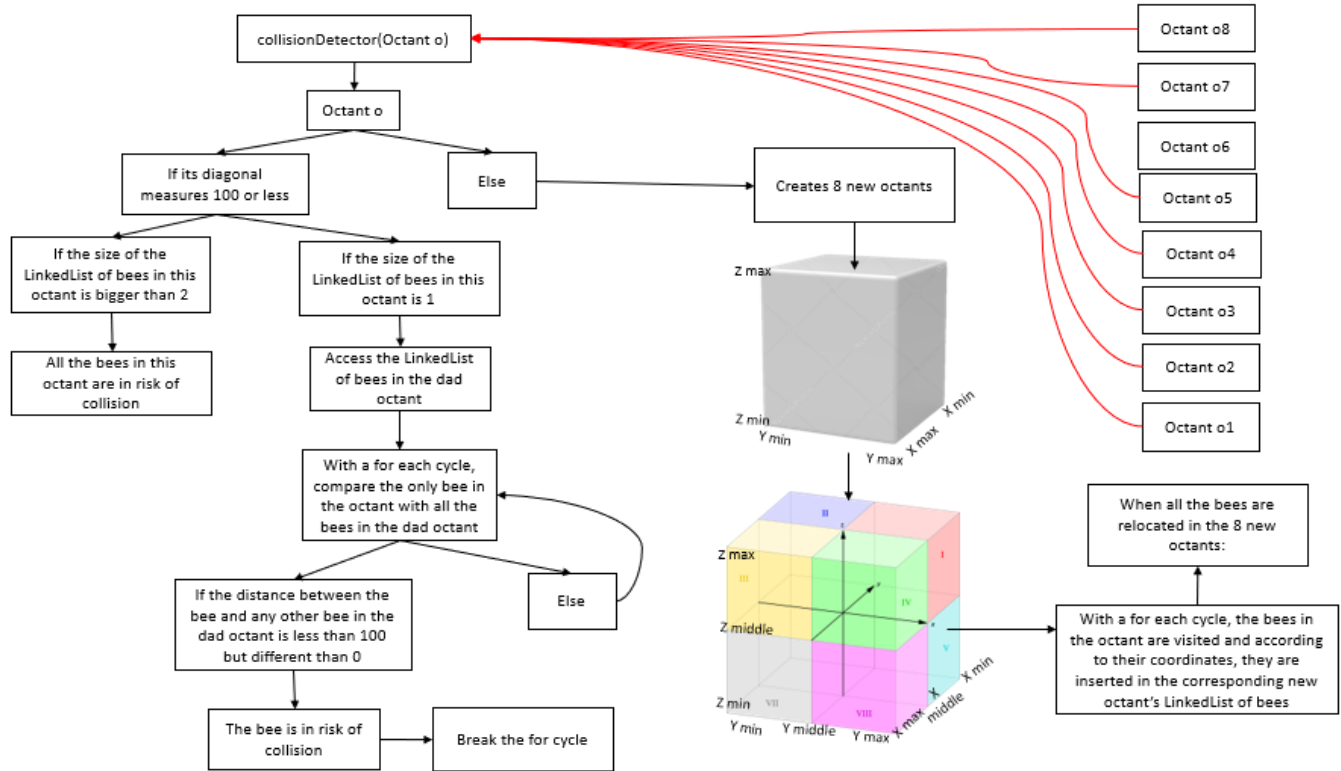 collisionDetector(Octant o)
Octant o
If its diagonal
measures 100 or less
Else
Creates 8 new octants
If the size of the
LinkedList of bees in this
octant is bigger than 2
If the size of the
LinkedList of bees in this
octant is 1
All the bees in this
octant are in risk of
collision
Access the LinkedList
of bees in the dad
octant
With a for each cycle,
compare the only bee in
the octant with all the
bees in the dad octant
If the distance between the
bee and any other bee in the
dad octant is less than 100
but different than 0
Else
The bee is in risk of
collision
Break the for cycle
Z max
Z min
Y min
Y max
X max
X min
Z max
Z middle
Z min
Y min
Y middle
Y max
X max
X
middle
X min
II
I
III
IV
V
VII
VIII
z
y
x
With a for each cycle, the bees in
the octant are visited and according
to their coordinates, they are
inserted in the corresponding new
octant's LinkedList of bees
When all the bees are
relocated in the 8 new
octants:
Octant o8
Octant o7
Octant o6
Octant o5
Octant o4
Octant o3
Octant o2
Octant o1